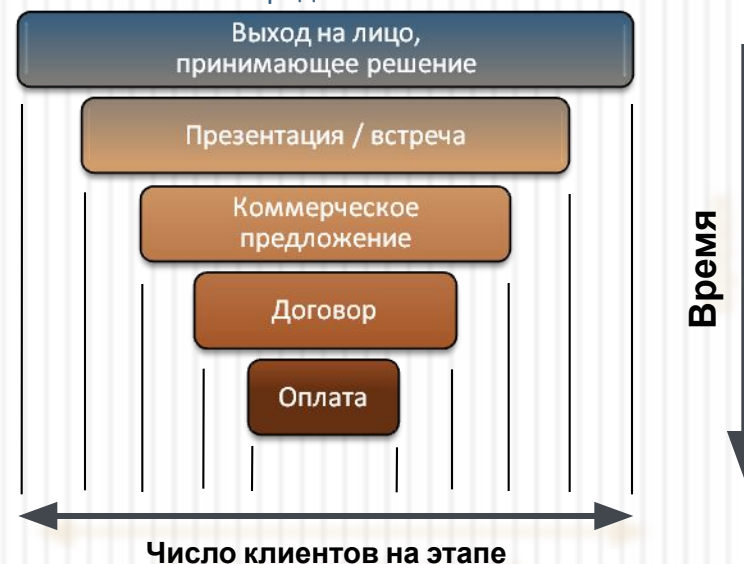 Выход на лицо,
принимающее решение
Презентация / встреча
Коммерческое
предложение
Договор
Оплата
Время
Число клиентов на этапе